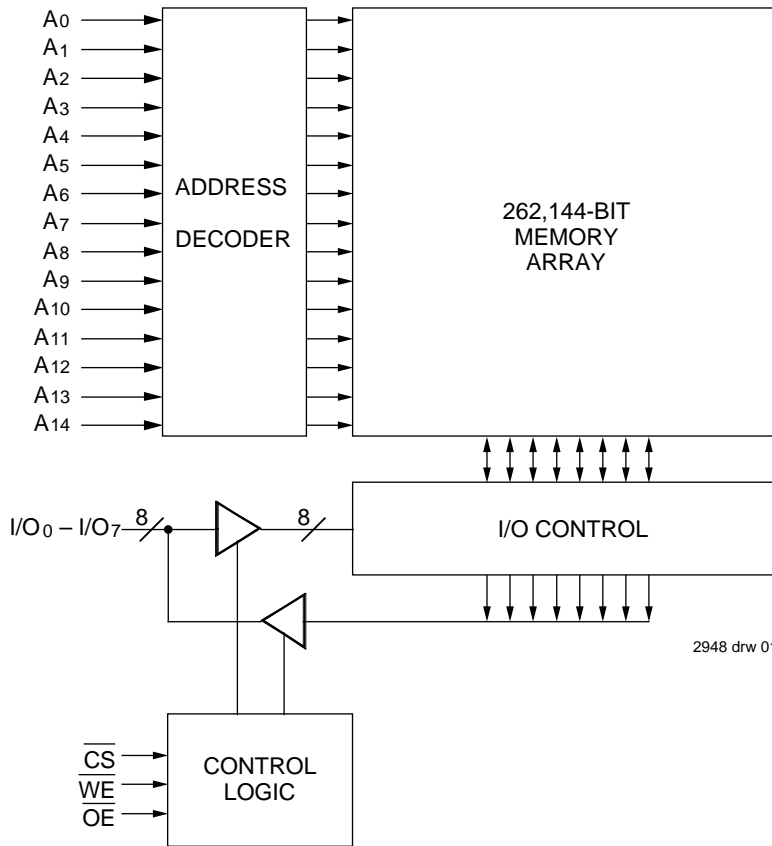 A0
A1
A2
A3
A4
A5
A6
A7
A8
A9
A10
A11
A12
A13
A14
ADDRESS
DECODER
262,144-BIT
MEMORY
ARRAY
I/O0 – I/O7
8
8
I/O CONTROL
2948 drw 01
CS
WE
OE
CONTROL
LOGIC